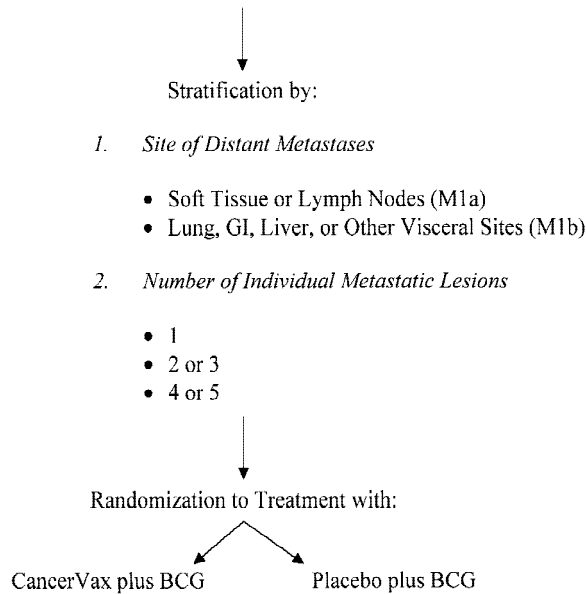 Stratification by:
1. Site of Distant Metastases
• Soft Tissue or Lymph Nodes (M1a)
• Lung, GI, Liver, or Other Visceral Sites (M1b)
2. Number of Individual Metastatic Lesions
• 1
• 2 or 3
• 4 or 5
Randomization to Treatment with:
CancerVax plus BCG Placebo plus BCG